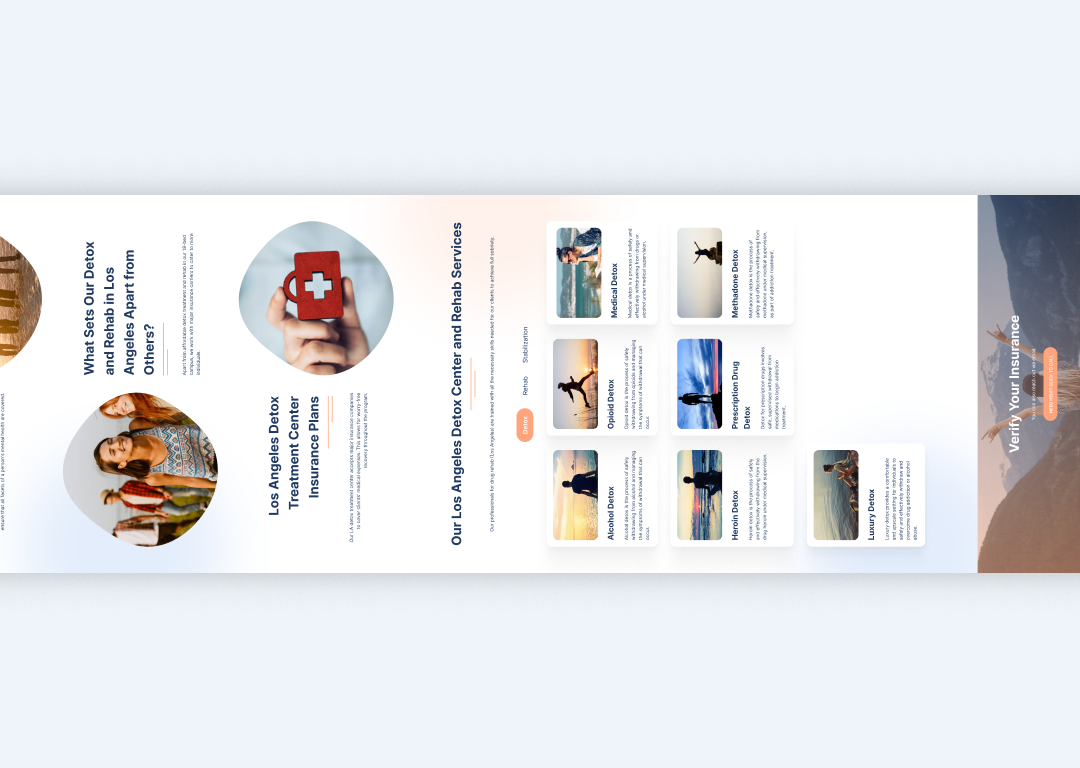 ensure that all facets of a person's mental health are covered.
What Sets Our Detox
and Rehab in Los
Angeles Apart from
Others?
Apart from affordable detox treatment and rehab in our 18-bed
campus, we work with major insurance carriers to cater to more
individuals.
Los Angeles Detox
Treatment Center
Insurance Plans
Our LA detox treatment center accepts major insurance companies
to cover clients' medical expenses. This allows for worry-free
recovery throughout the program.
Our Los Angeles Detox Center and Rehab Services
Our professionals for drug rehab (Los Angeles) are trained with all the necessary skills needed for our clients to achieve full sobriety.
Detox
Rehab
Stabilization
Alcohol Detox
Alcohol detox is the process of safely
withdrawing from alcohol and managing
the symptoms of withdrawal that can
occur.
Opioid Detox
Opioid detox is the process of safely
withdrawing from opioids and managing
the symptoms of withdrawal that can
occur.
Medical Detox
Medical detox is a process of safely and
effectively withdrawing from drugs or
alcohol under medical supervision.
Heroin Detox
Heroin detox is the process of safely
and effectively withdrawing from the
drug heroin under medical supervision.
Prescription Drug
Detox
Detox for prescription drugs involves
safe, supervised withdrawal from
medications to begin addiction
treatment.
Methadone Detox
Methadone detox is the process of
safely and effectively withdrawing from
methadone under medical supervision,
as part of addiction treatment.
Luxury Detox
Luxury detox provides a comfortable
and upscale setting for individuals to
safely and effectively withdraw and
overcome drug addiction or alcohol
abuse.
Verify Your Insurance